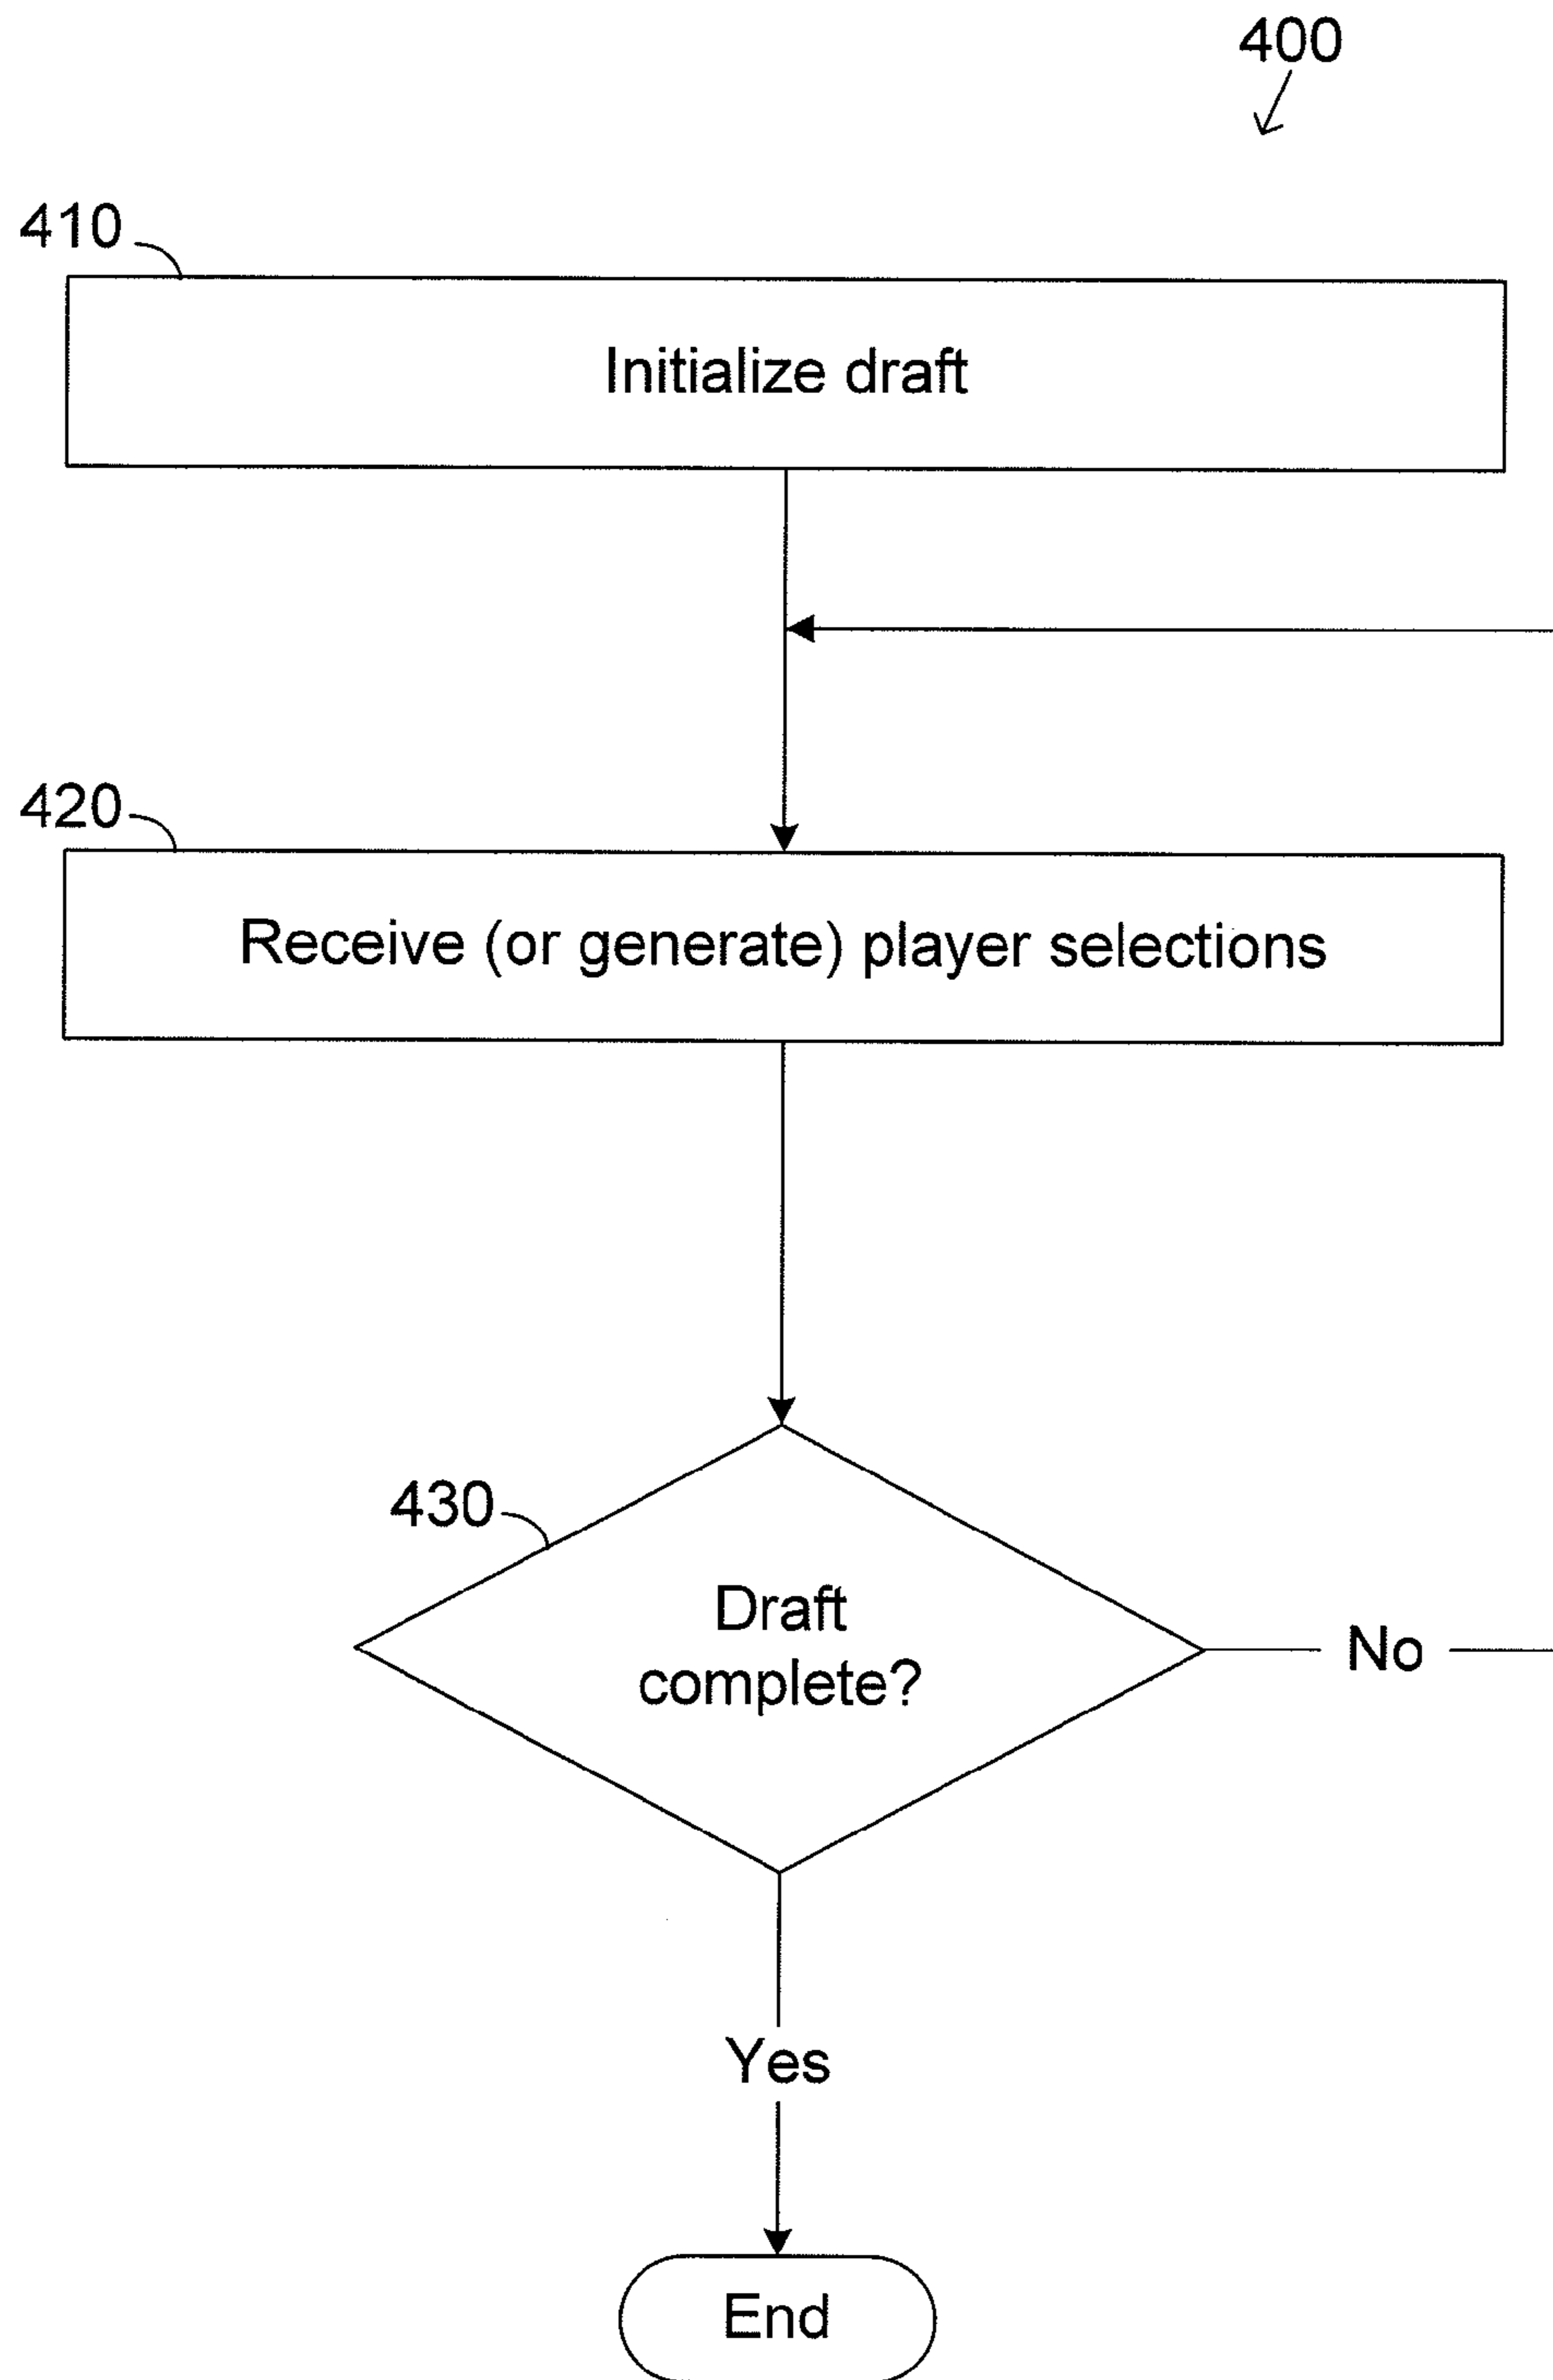 400
410
Initialize draft
420
Receive (or generate) player selections
430
Draft
complete?
No
Yes
End